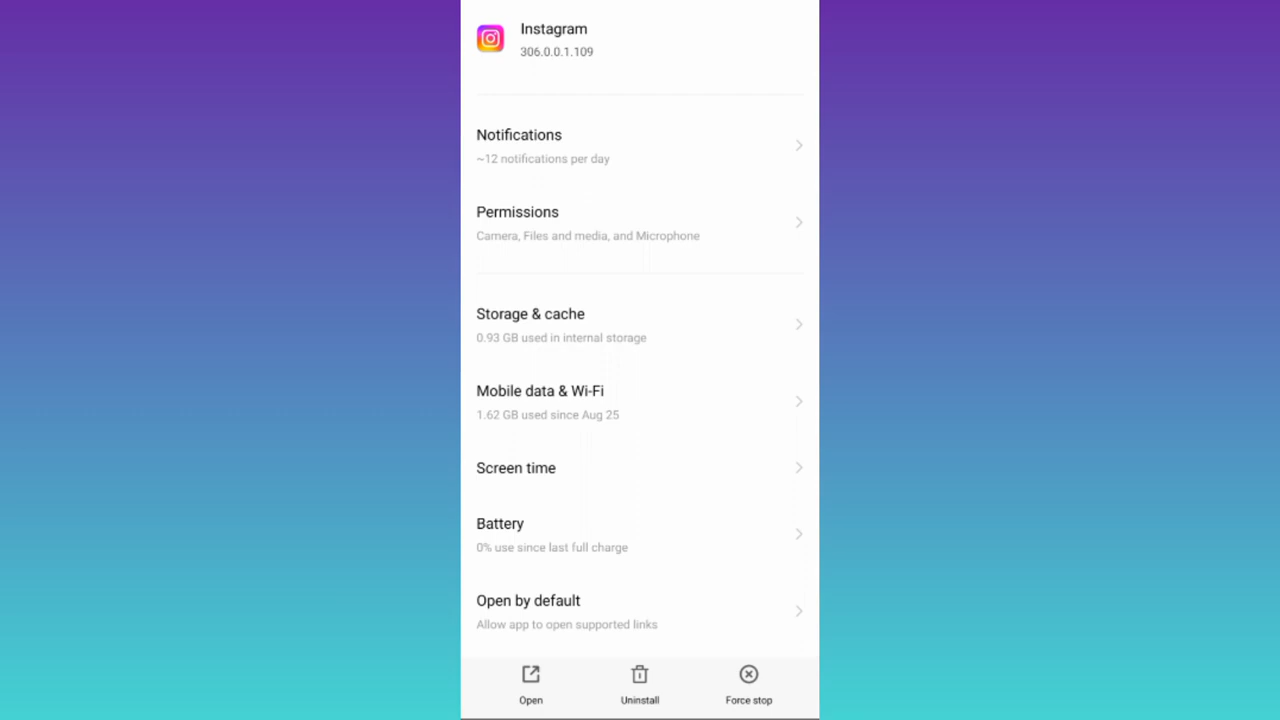 Instagram
306.0.0.1.109
Notifications
~12 notifications per day
Permissions
Camera, Files and media, and Microphone
Storage & cache
0.93 GB used in internal storage
Mobile data & Wi-Fi
1.62 GB used since Aug 25
Screen time
Battery
0% use since last full charge
Open by default
Allow app to open supported links
Open
Uninstall
Force stop